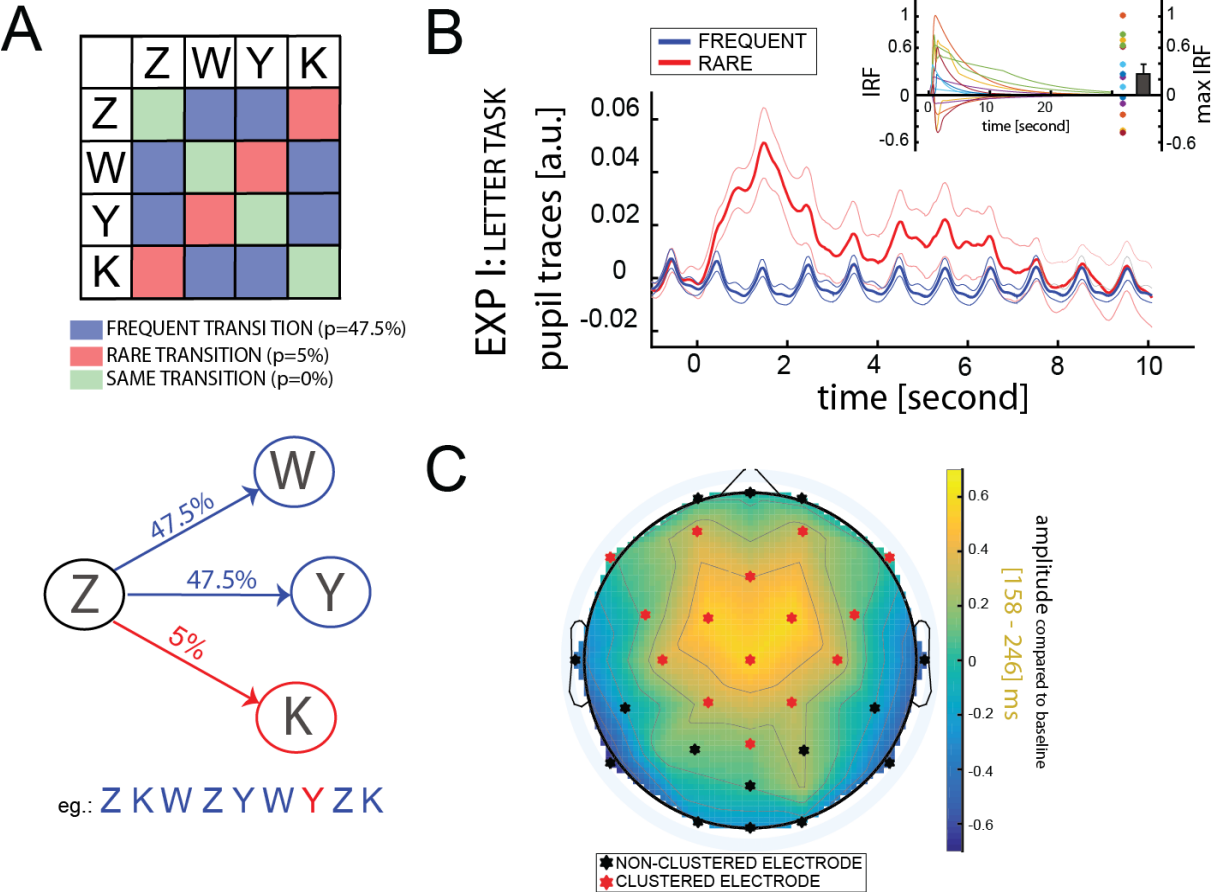 A
Z W Y K
Z
W
Y
K
FREQUENT TRANSITION (p=47.5%)
RARE TRANSITION (p=5%)
SAME TRANSITION (p=0%)
W
47.5%
Z
47.5%
Y
5%
K
eg.: Z K W Z Y W Y Z K
B
FREQUENT
RARE
EXP I: LETTER TASK
pupil traces [a.u.]
0.06
0.04
0.02
0
-0.02
0 2 4 6 8 10
time [second]
IRF
1
0.6
0
-0.6
0 10 20
time [second]
1
0.6
0
-0.6
max IRF
C
0.6
0.4
0.2
0
-0.2
-0.4
-0.6
amplitude compared to baseline
[158 - 246] ms
NON-CLUSTERED ELECTRODE
CLUSTERED ELECTRODE